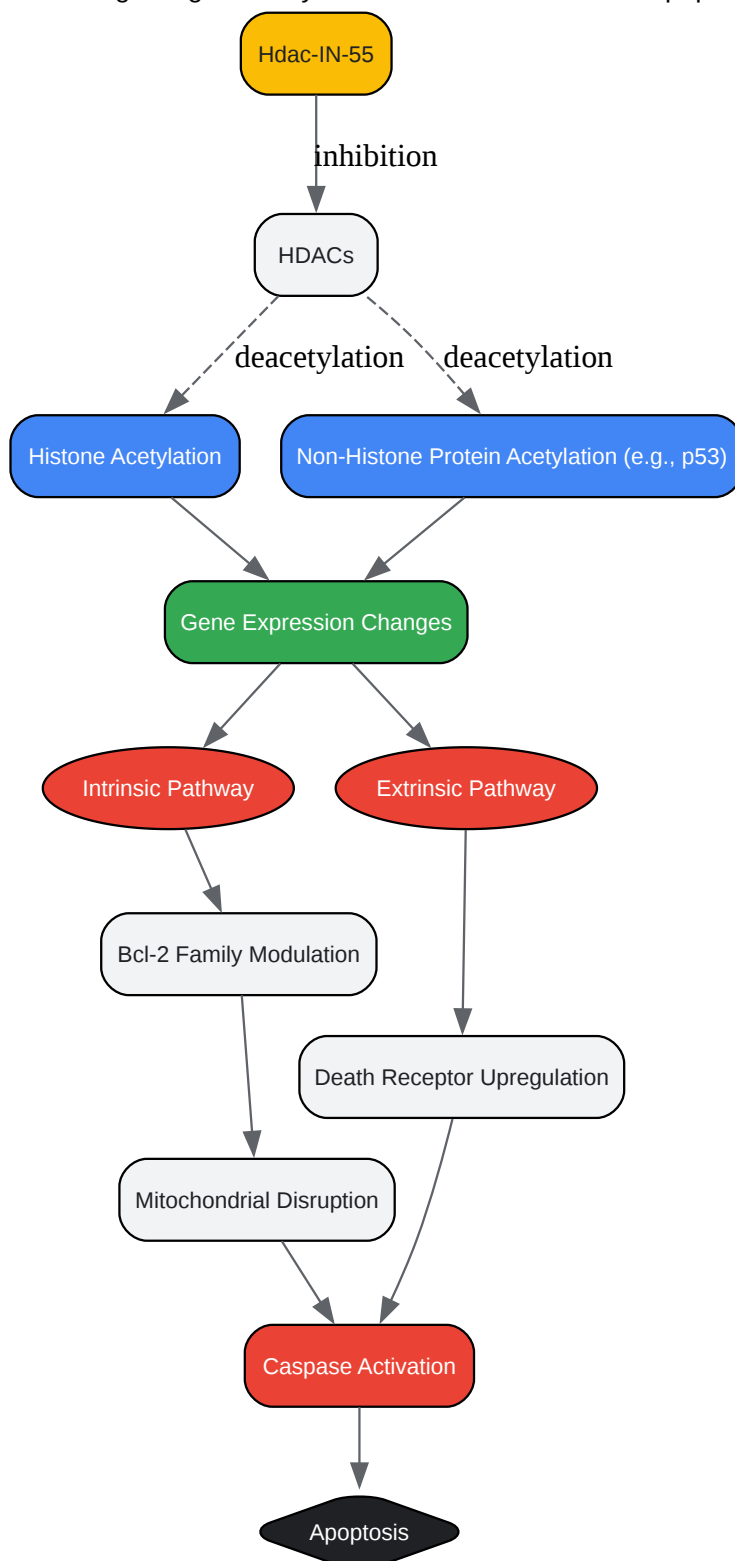 Hdac-IN-55
inhibition
HDACs
deacetylation
deacetylation
Histone Acetylation
Non-Histone Protein Acetylation (e.g., p53)
Gene Expression Changes
Intrinsic Pathway
Extrinsic Pathway
Bcl-2 Family Modulation
Death Receptor Upregulation
Mitochondrial Disruption
Caspase Activation
Apoptosis